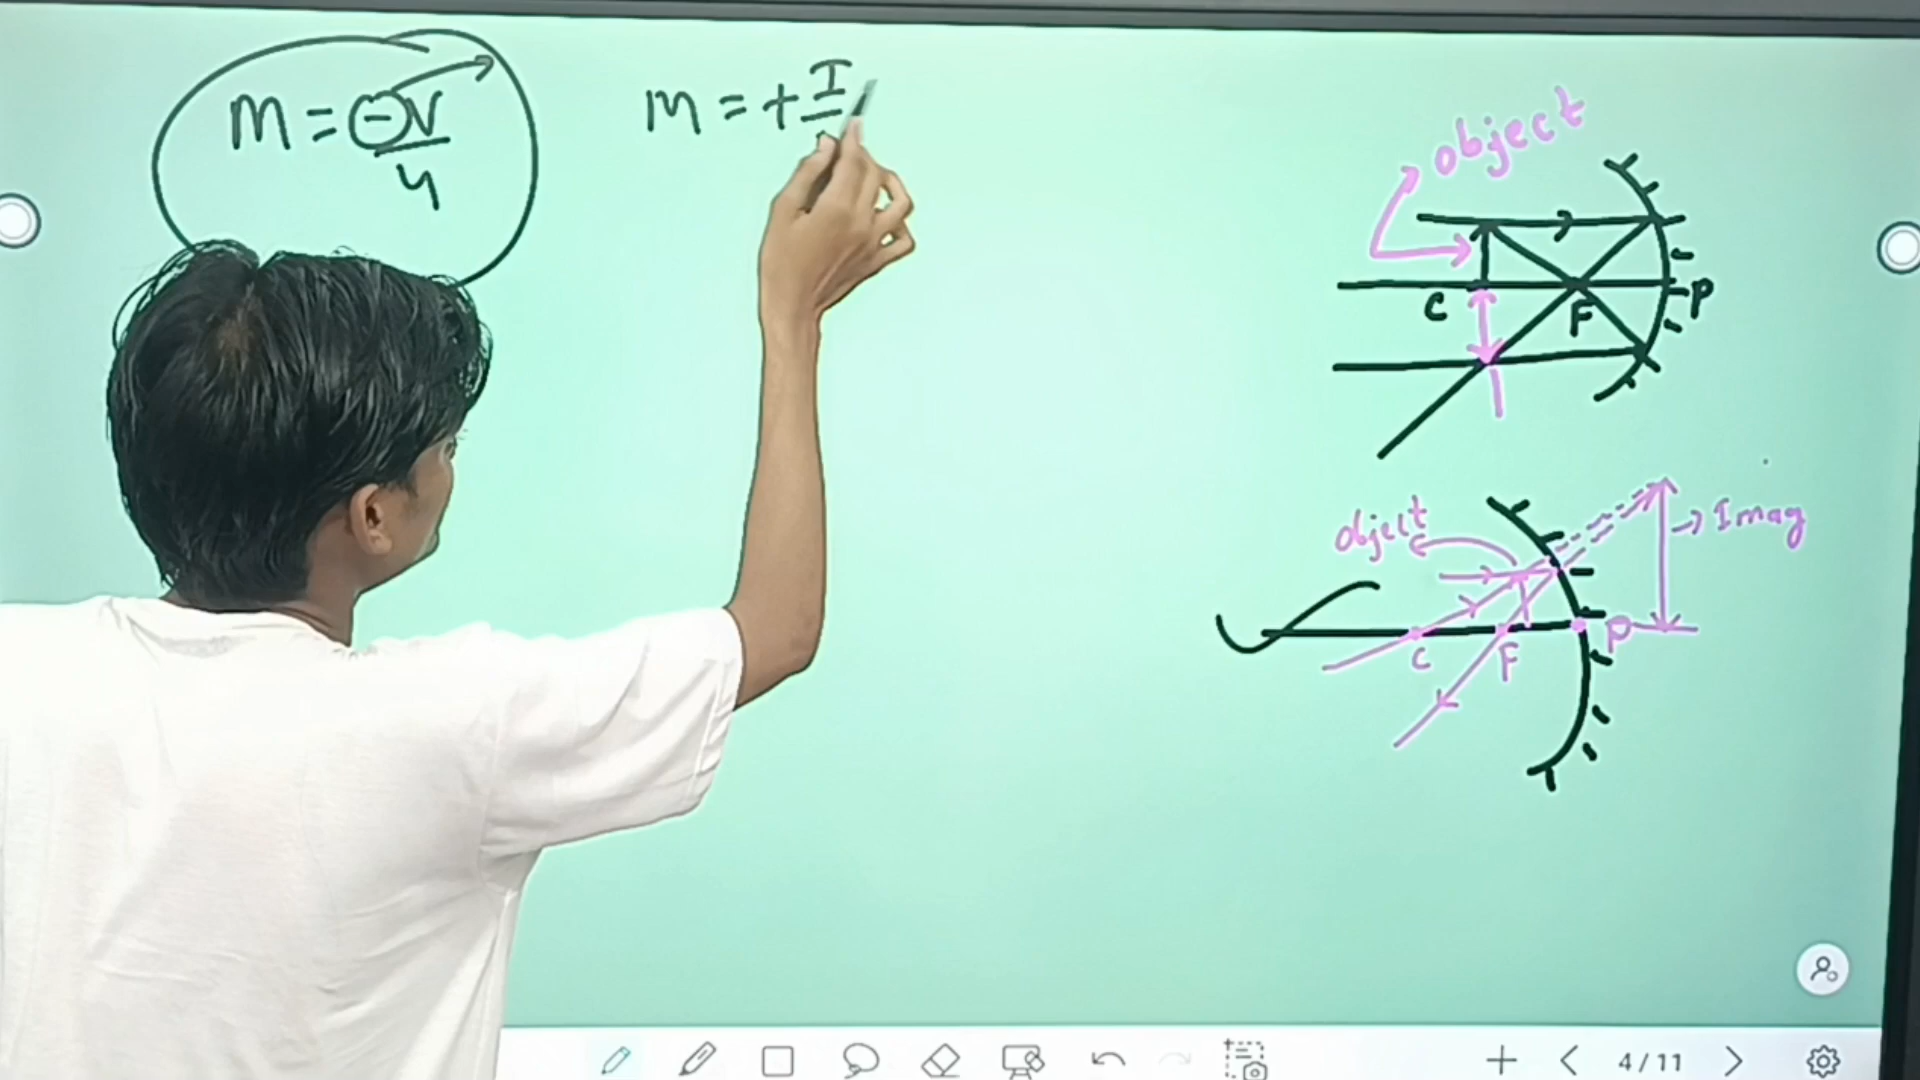 m = -v/u
m = + I
object
C
F
P
object
Imag
C
F
P
4/11